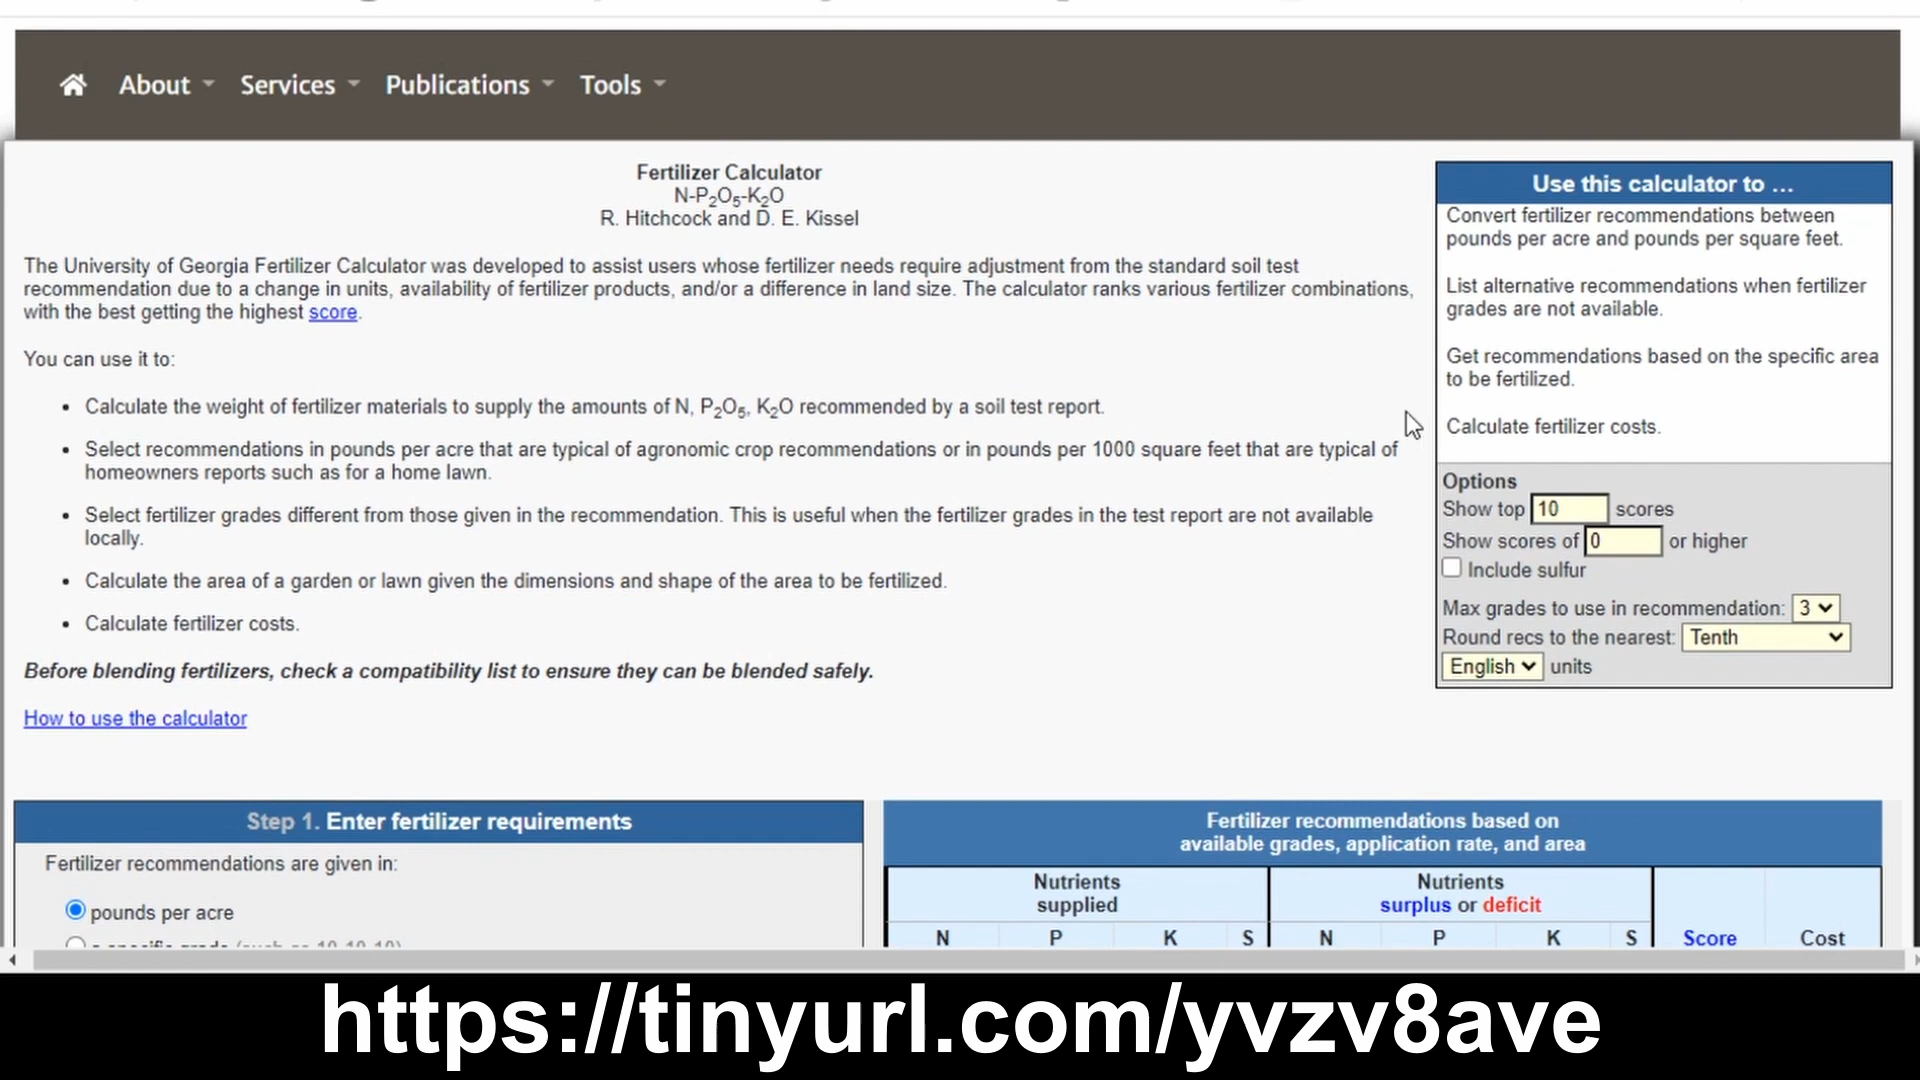 About Services Publications Tools
Fertilizer Calculator
N-P2O5-K2O
R. Hitchcock and D. E. Kissel
The University of Georgia Fertilizer Calculator was developed to assist users whose fertilizer needs require adjustment from the standard soil test
recommendation due to a change in units, availability of fertilizer products, and/or a difference in land size. The calculator ranks various fertilizer combinations,
with the best getting the highest score.
You can use it to:
• Calculate the weight of fertilizer materials to supply the amounts of N, P2O5, K2O recommended by a soil test report.
• Select recommendations in pounds per acre that are typical of agronomic crop recommendations or in pounds per 1000 square feet that are typical of
homeowners reports such as for a home lawn.
• Select fertilizer grades different from those given in the recommendation. This is useful when the fertilizer grades in the test report are not available
locally.
• Calculate the area of a garden or lawn given the dimensions and shape of the area to be fertilized.
• Calculate fertilizer costs.
Before blending fertilizers, check a compatibility list to ensure they can be blended safely.
How to use the calculator
Use this calculator to ...
Convert fertilizer recommendations between
pounds per acre and pounds per square feet.
List alternative recommendations when fertilizer
grades are not available.
Get recommendations based on the specific area
to be fertilized.
Calculate fertilizer costs.
Options
Show top 10 scores
Show scores of 0 or higher
Include sulfur
Max grades to use in recommendation: 3
Round recs to the nearest: Tenth
English units
Step 1. Enter fertilizer requirements
Fertilizer recommendations are given in:
pounds per acre
a specific grade (such as 10-10-10)
Fertilizer recommendations based on
available grades, application rate, and area
Nutrients
supplied
Nutrients
surplus or deficit
N P K S N P K S Score Cost
https://tinyurl.com/yvzv8ave